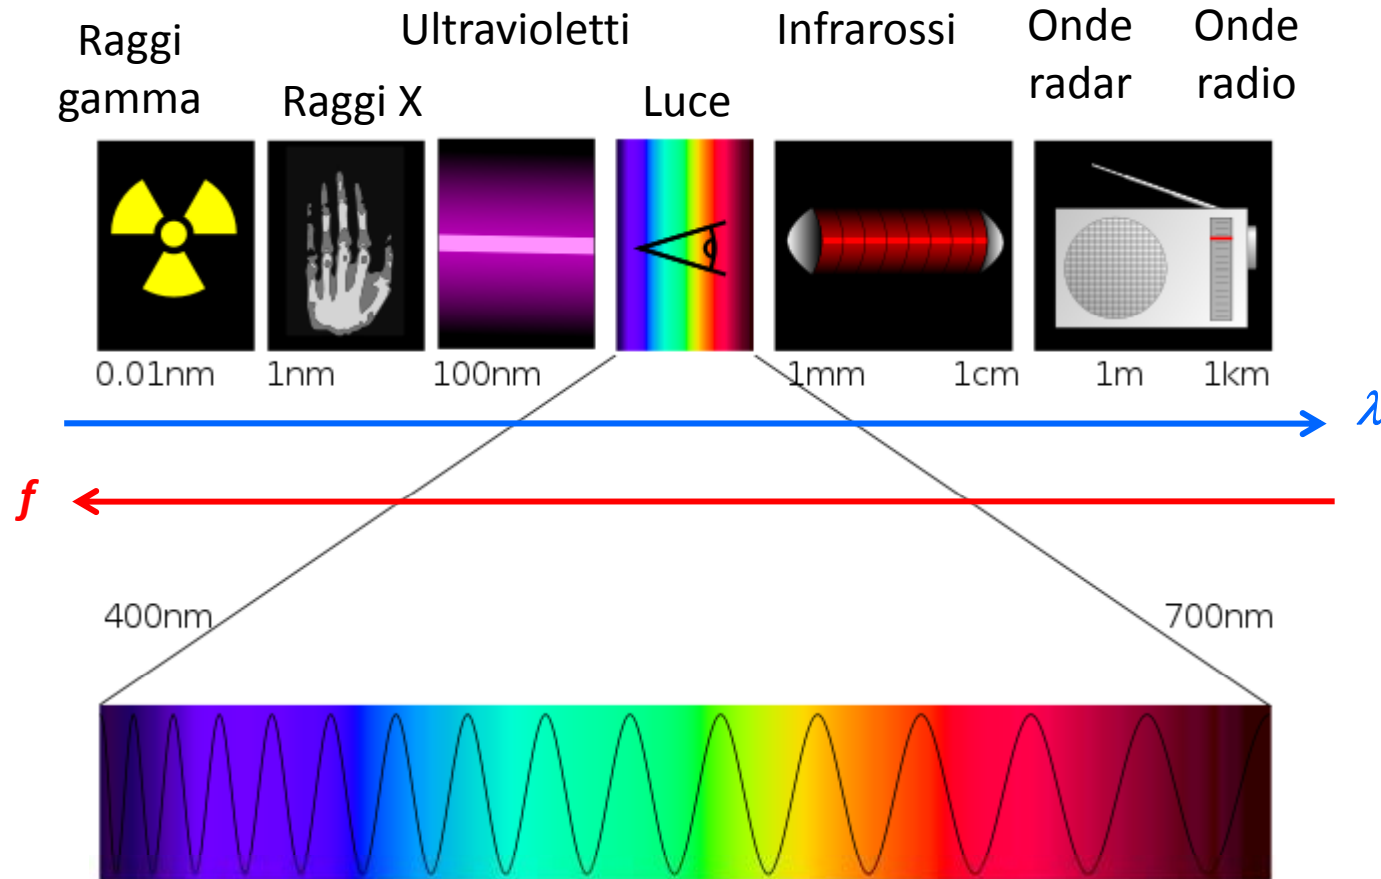 Raggi
gamma
Raggi X
Ultravioletti
Luce
Infrarossi
Onde
radar
Onde
radio
0.01nm
1nm
100nm
1mm
1cm
1m
1km
λ
f
400nm
700nm